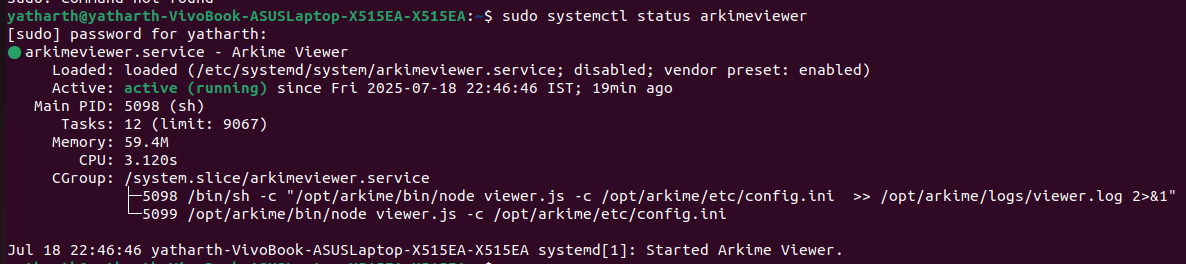 sudo: command not found
yatharth@yatharth-VivoBook-ASUSLaptop-X515EA-X515EA:~$ sudo systemctl status arkimeviewer
[sudo] password for yatharth:
● arkimeviewer.service - Arkime Viewer
     Loaded: loaded (/etc/systemd/system/arkimeviewer.service; disabled; vendor preset: enabled)
     Active: active (running) since Fri 2025-07-18 22:46:46 IST; 19min ago
   Main PID: 5098 (sh)
      Tasks: 12 (limit: 9067)
     Memory: 59.4M
        CPU: 3.120s
     CGroup: /system.slice/arkimeviewer.service
             ├─5098 /bin/sh -c "/opt/arkime/bin/node viewer.js -c /opt/arkime/etc/config.ini  >> /opt/arkime/logs/viewer.log 2>&1"
             └─5099 /opt/arkime/bin/node viewer.js -c /opt/arkime/etc/config.ini

Jul 18 22:46:46 yatharth-VivoBook-ASUSLaptop-X515EA-X515EA systemd[1]: Started Arkime Viewer.